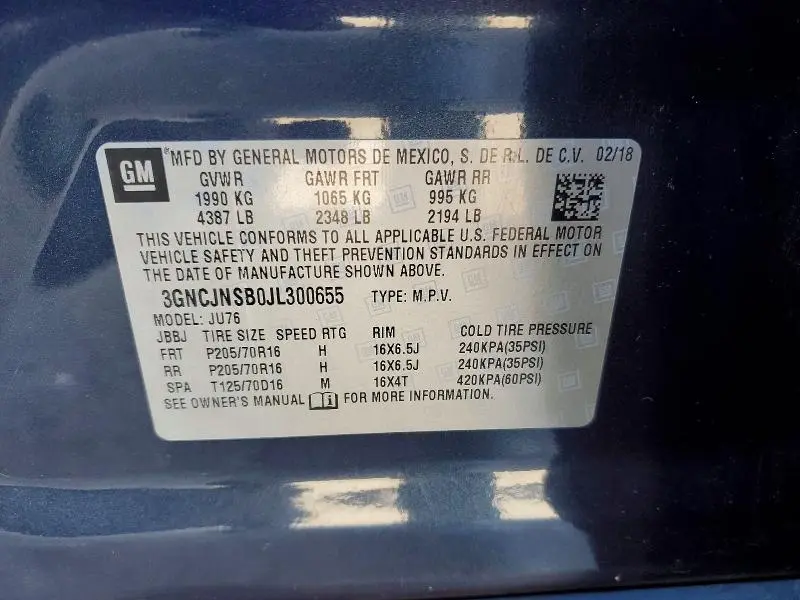 GM ® MFD BY GENERAL MOTORS DE MEXICO, S. DE R.L. DE C.V. 02/18
GVWR GAWR FRT GAWR RR
1990 KG 1065 KG 995 KG
4387 LB 2348 LB 2194 LB
THIS VEHICLE CONFORMS TO ALL APPLICABLE U.S. FEDERAL MOTOR
VEHICLE SAFETY AND THEFT PREVENTION STANDARDS IN EFFECT ON
THE DATE OF MANUFACTURE SHOWN ABOVE.
3GNCJNSB0JL300655 TYPE: M.P.V.
MODEL: JU76
JBBJ TIRE SIZE SPEED RTG RIM COLD TIRE PRESSURE
FRT P205/70R16 H 16X6.5J 240KPA(35PSI)
RR P205/70R16 H 16X6.5J 240KPA(35PSI)
SPA T125/70D16 M 16X4T 420KPA(60PSI)
SEE OWNER'S MANUAL i FOR MORE INFORMATION.